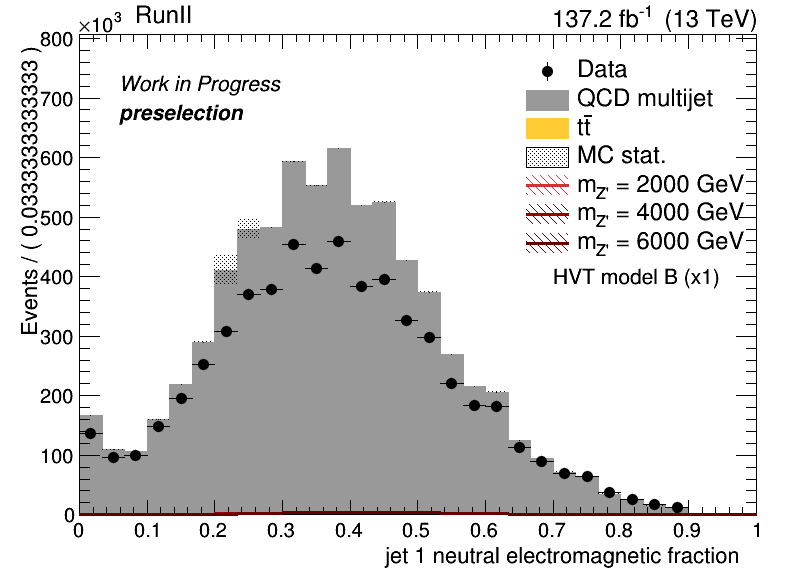 ×10³ RunII 137.2 fb⁻¹ (13 TeV)
Work in Progress
preselection
Data
QCD multijet
tt̄
MC stat.
m_Z' = 2000 GeV
m_Z' = 4000 GeV
m_Z' = 6000 GeV
HVT model B (x1)
Events / ( 0.0333333333333 )
800
700
600
500
400
300
200
100
0
0 0.1 0.2 0.3 0.4 0.5 0.6 0.7 0.8 0.9 1
jet 1 neutral electromagnetic fraction